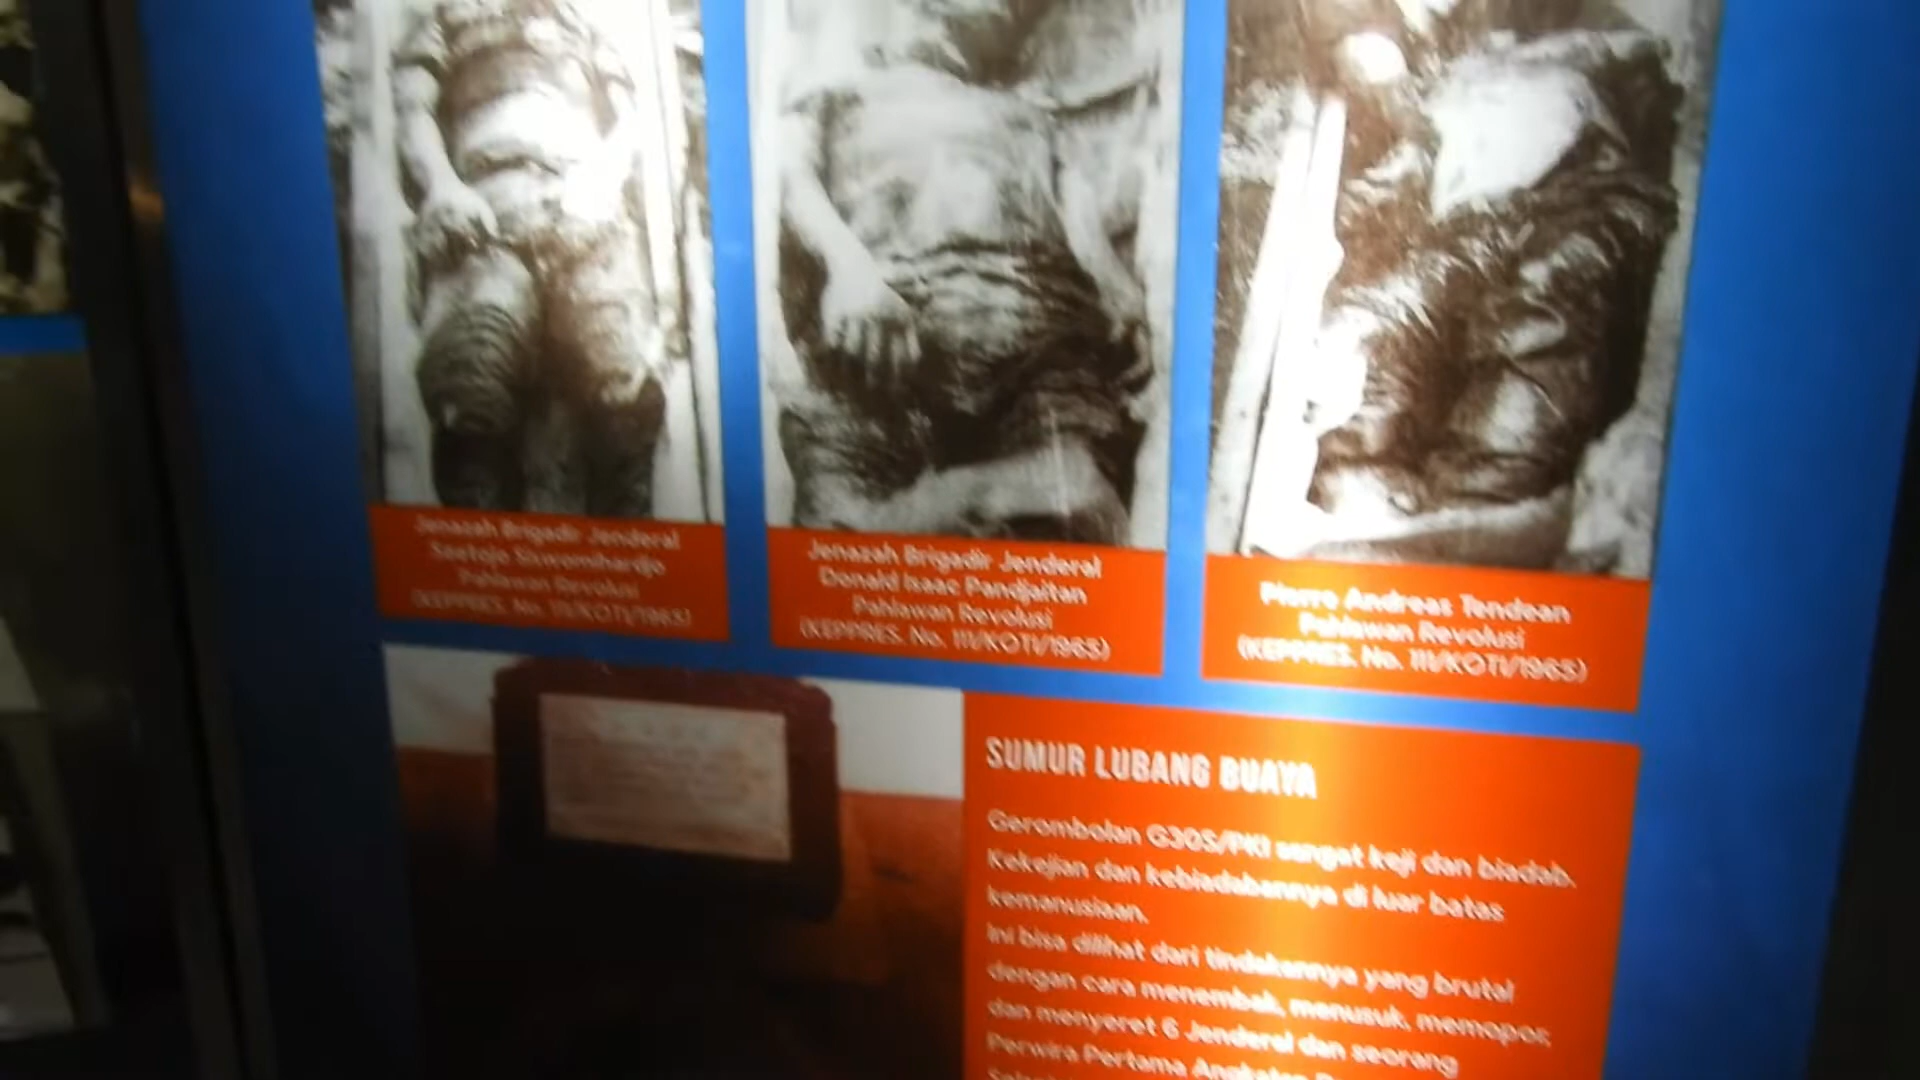 Jenazah Brigadir Jenderal
Soetojo Siswomihardjo
Pahlawan Revolusi
(KEPPRES. No. 111/KOTI/1965)
Jenazah Brigadir Jenderal
Donald Isaac Pandjaitan
Pahlawan Revolusi
(KEPPRES. No. 111/KOTI/1965)
Pierre Andreas Tendean
Pahlawan Revolusi
(KEPPRES. No. 111/KOTI/1965)
SUMUR LUBANG BUAYA
Gerombolan G30S/PKI sangat keji dan biadab.
Kekejian dan kebiadabannya di luar batas
kemanusiaan.
Ini bisa dilihat dari tindakannya yang brutal
dengan cara menembak, menusuk, memopor,
dan menyeret 6 Jenderal dan seorang
Perwira Pertama Angkatan